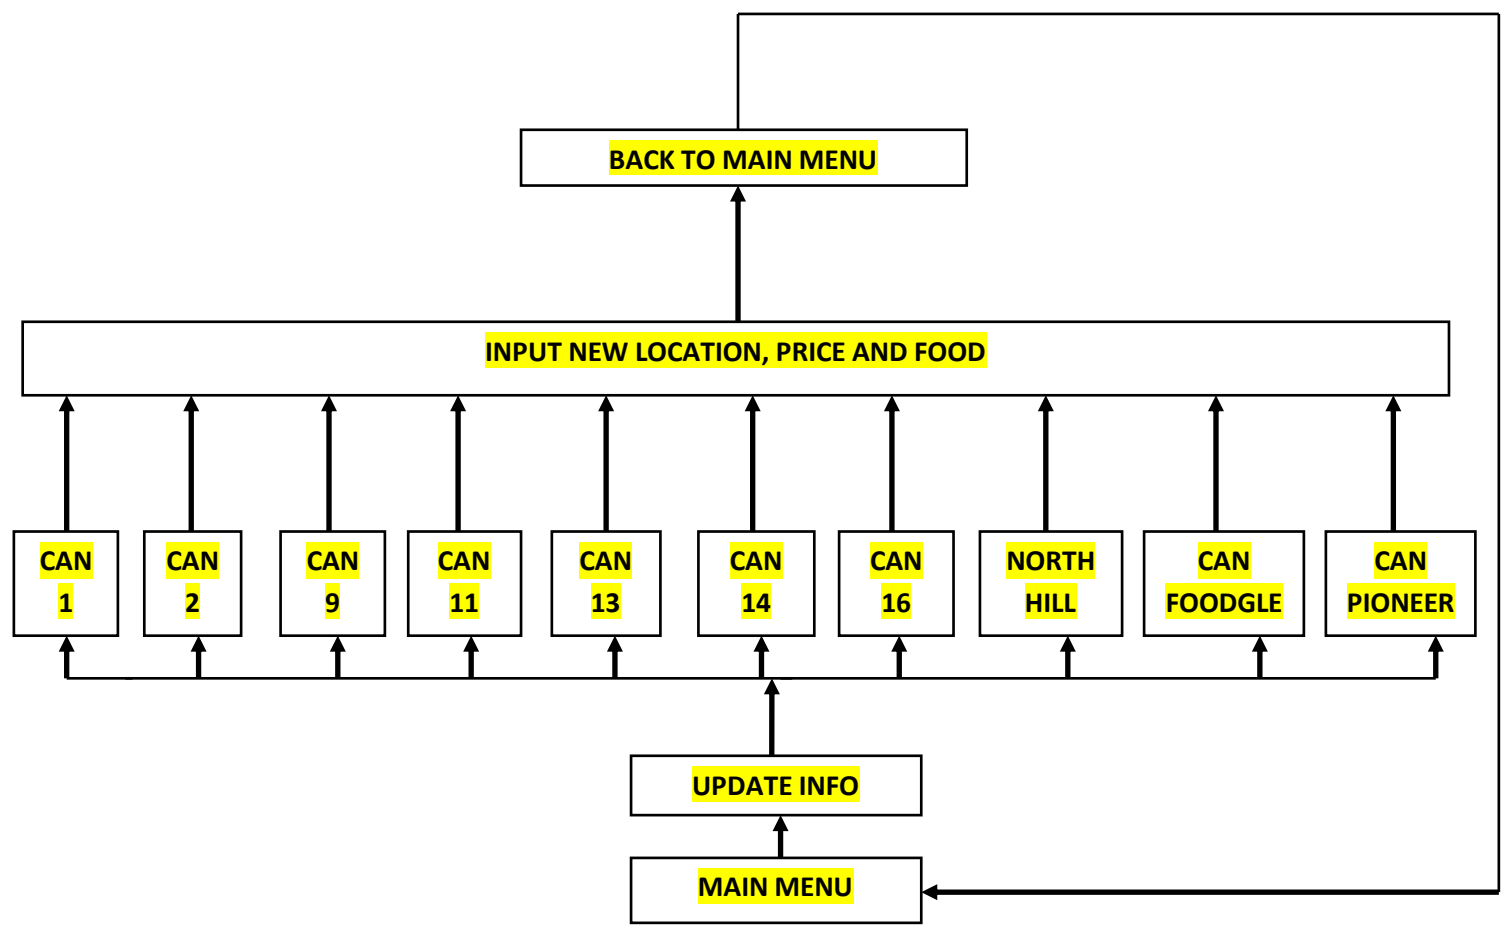 BACK TO MAIN MENU
INPUT NEW LOCATION, PRICE AND FOOD
CAN
1
CAN
2
CAN
9
CAN
11
CAN
13
CAN
14
CAN
16
NORTH
HILL
CAN
FOODGLE
CAN
PIONEER
UPDATE INFO
MAIN MENU